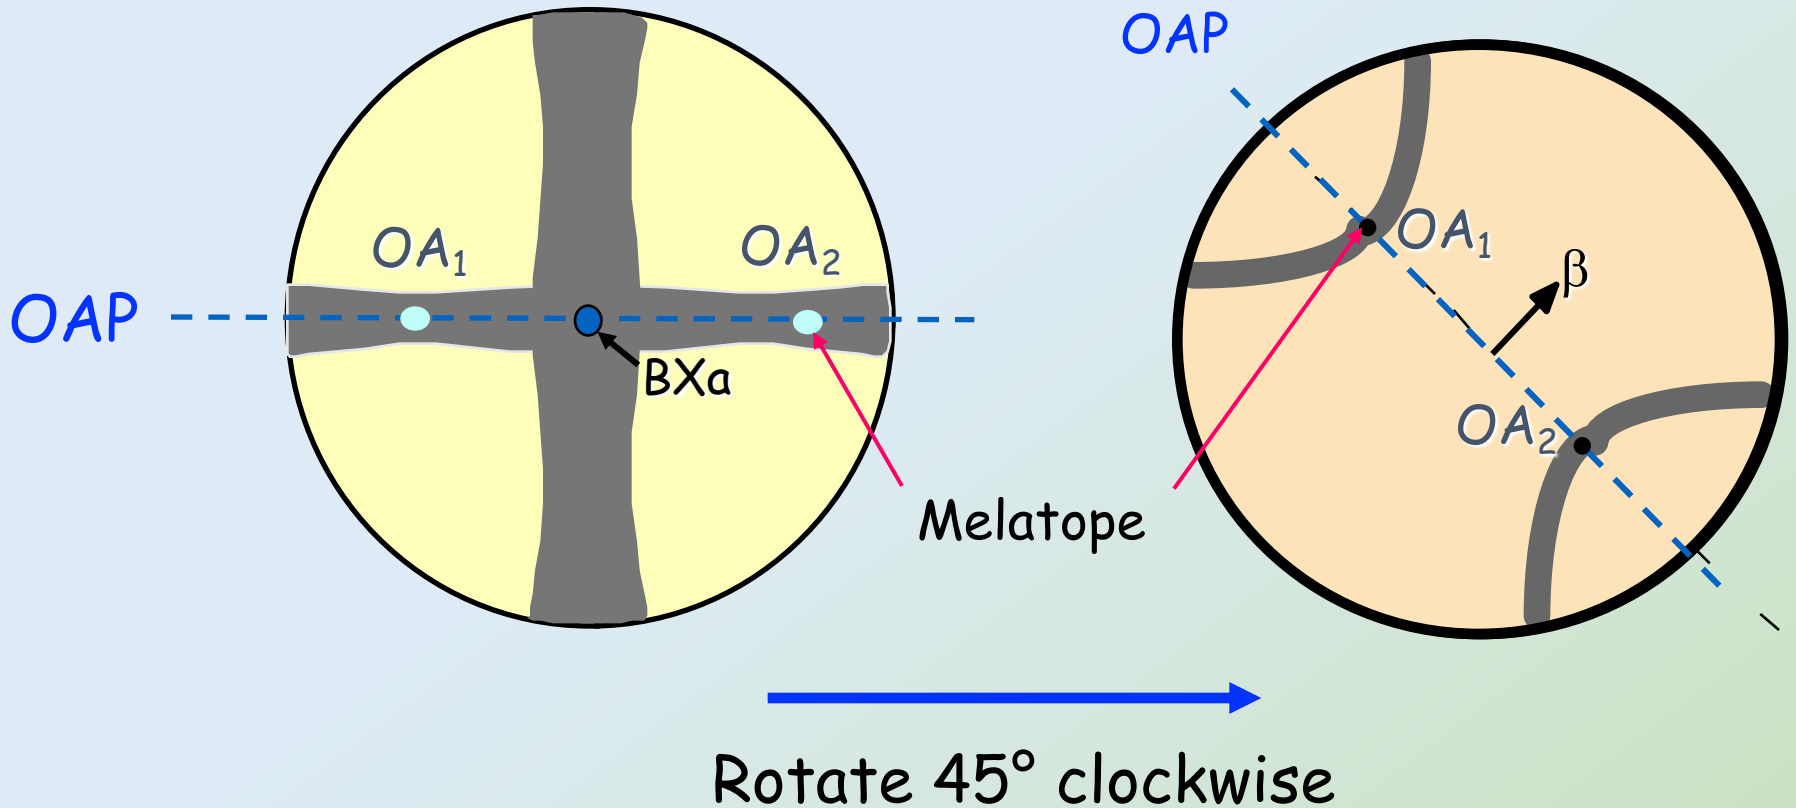 OAP
OA₁
OA₂
BXa
OAP
OA₁
β
OA₂
Melatope
Rotate 45° clockwise